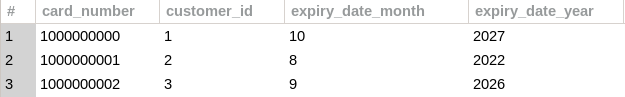 # card_number customer_id expiry_date_month expiry_date_year
1 1000000000 1 10 2027
2 1000000001 2 8 2022
3 1000000002 3 9 2026